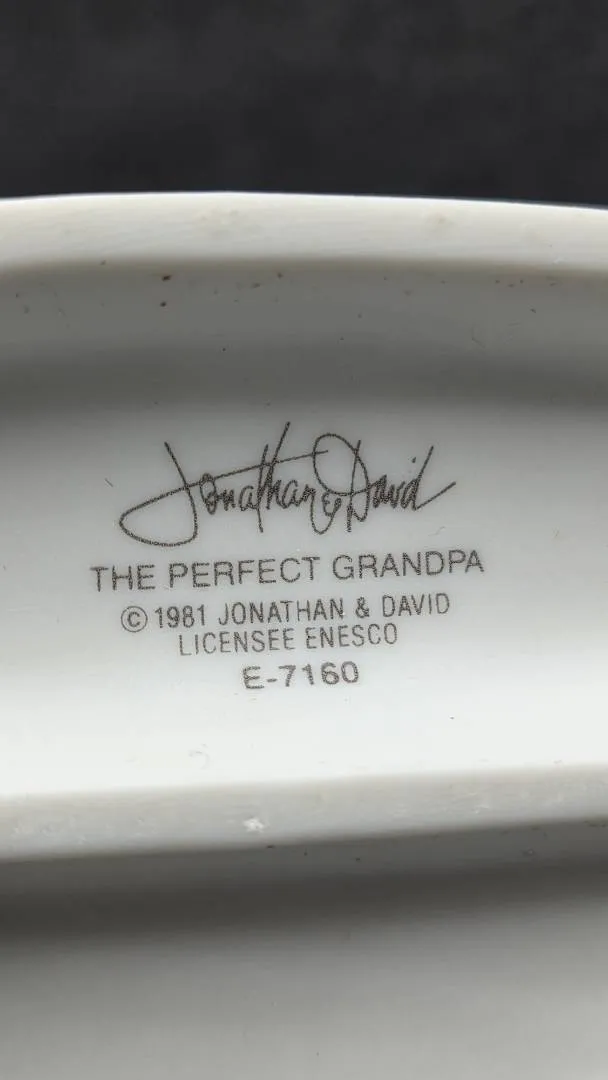 Jonathan & David
THE PERFECT GRANDPA
© 1981 JONATHAN & DAVID
LICENSEE ENESCO
E-7160